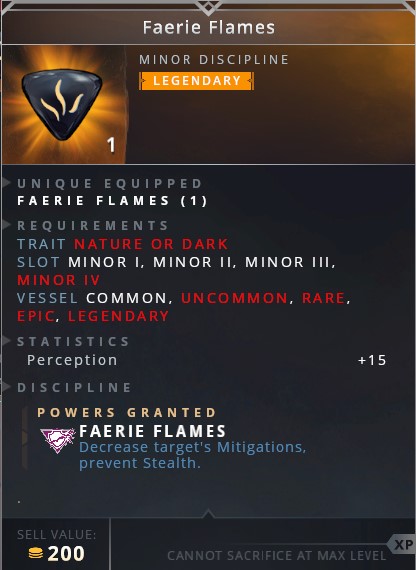 Faerie Flames
MINOR DISCIPLINE
LEGENDARY
1
UNIQUE EQUIPPED
FAERIE FLAMES (1)
REQUIREMENTS
TRAIT NATURE OR DARK
SLOT MINOR I, MINOR II, MINOR III,
MINOR IV
VESSEL COMMON, UNCOMMON, RARE,
EPIC, LEGENDARY
STATISTICS
Perception +15
DISCIPLINE
POWERS GRANTED
FAERIE FLAMES
Decrease target's Mitigations,
prevent Stealth.
.
SELL VALUE:
200
XP
CANNOT SACRIFICE AT MAX LEVEL